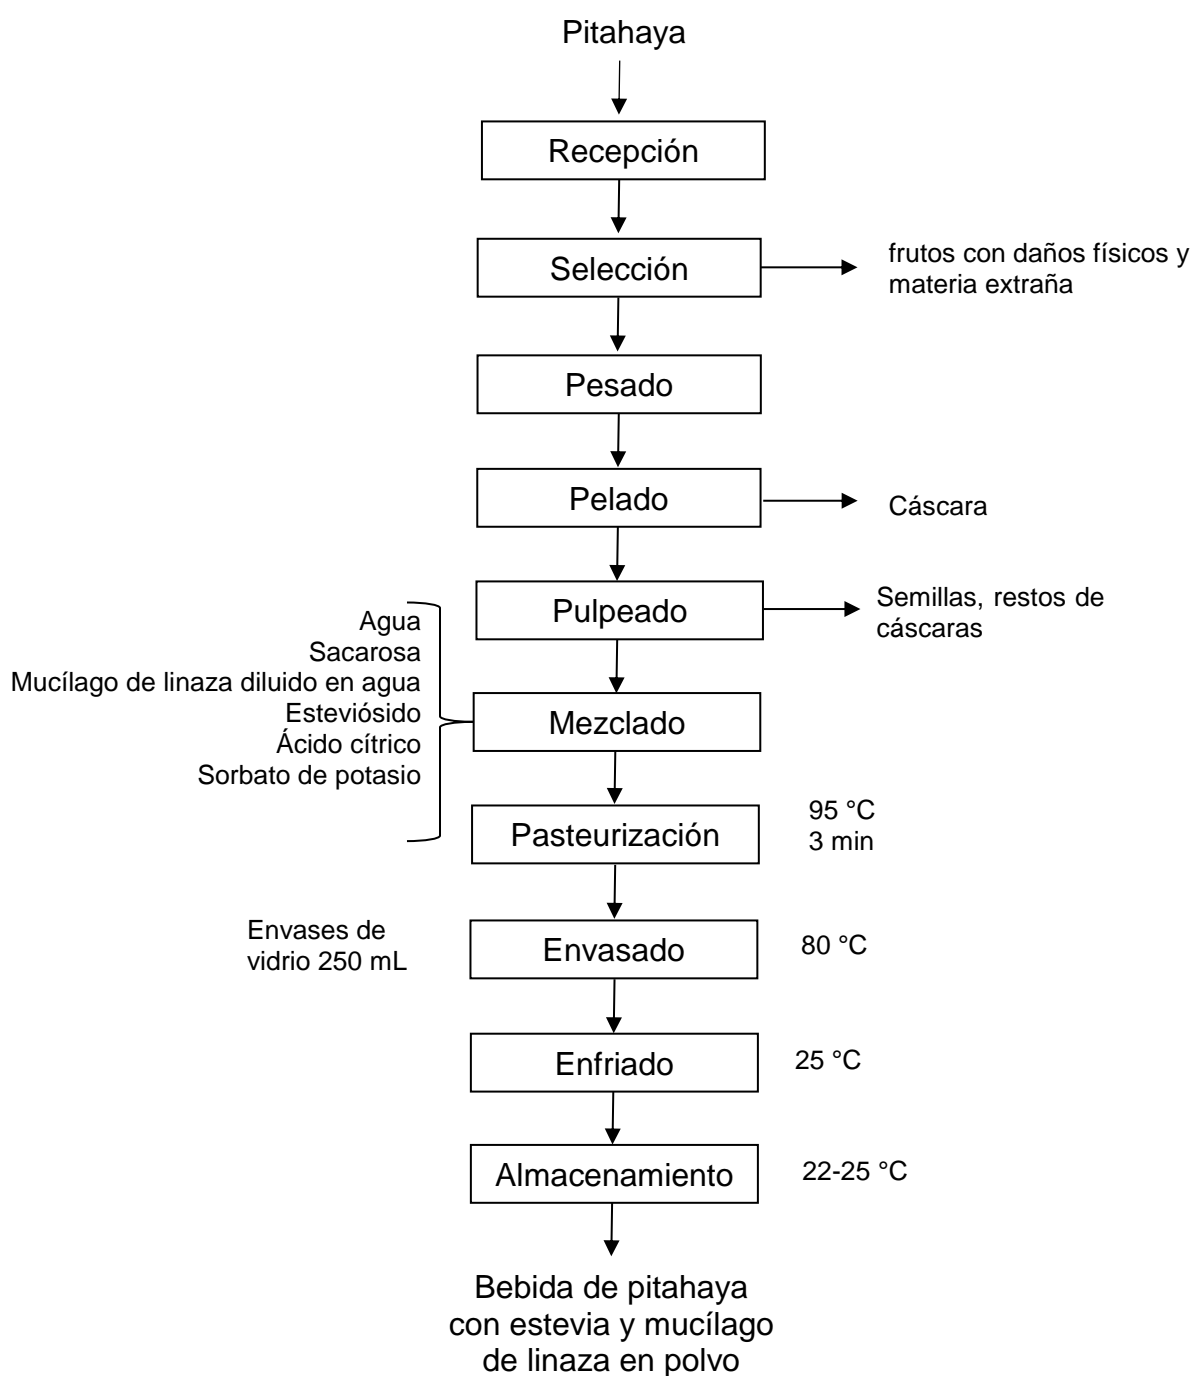 Pitahaya
Recepción
Selección
frutos con daños físicos y
materia extraña
Pesado
Pelado
Cáscara
Pulpeado
Semillas, restos de
cáscaras
Agua
Sacarosa
Mucílago de linaza diluido en agua
Esteviósido
Ácido cítrico
Sorbato de potasio
Mezclado
Pasteurización
95 °C
3 min
Envases de
vidrio 250 mL
Envasado
80 °C
Enfriado
25 °C
Almacenamiento
22-25 °C
Bebida de pitahaya
con estevia y mucílago
de linaza en polvo